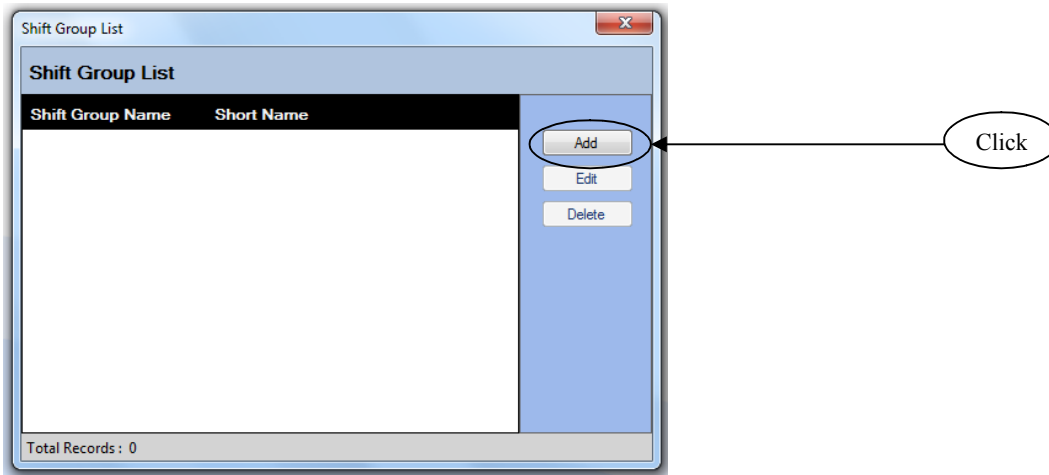 Shift Group List
Shift Group List
Shift Group Name Short Name
Add
Click
Edit
Delete
Total Records : 0